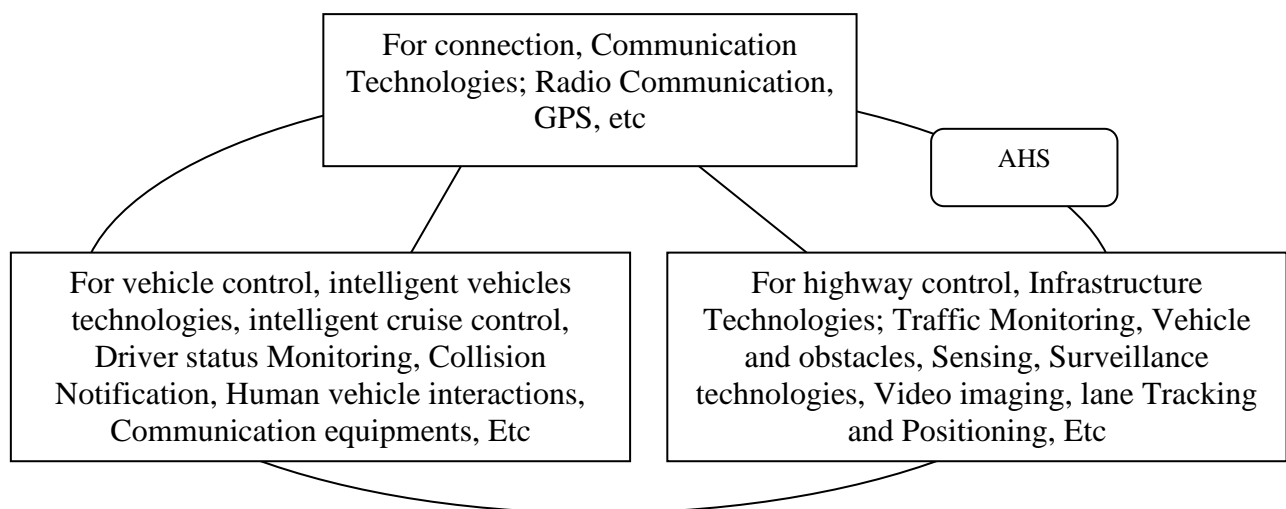 For connection, Communication
Technologies; Radio Communication,
GPS, etc
AHS
For vehicle control, intelligent vehicles
technologies, intelligent cruise control,
Driver status Monitoring, Collision
Notification, Human vehicle interactions,
Communication equipments, Etc
For highway control, Infrastructure
Technologies; Traffic Monitoring, Vehicle
and obstacles, Sensing, Surveillance
technologies, Video imaging, lane Tracking
and Positioning, Etc